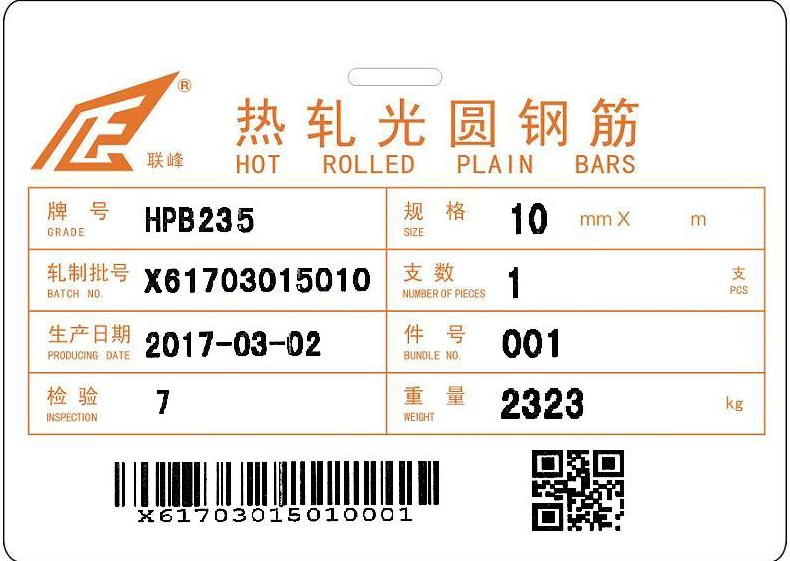 ®
联峰
热轧光圆钢筋
HOT ROLLED PLAIN BARS
牌号 HPB235 规格 10 mm X m
GRADE SIZE
轧制批号 X61703015010 支数 1 支
BATCH NO. NUMBER OF PIECES PCS
生产日期 2017-03-02 件号 001
PRODUCING DATE BUNDLE NO.
检验 7 重量 2323 kg
INSPECTION WEIGHT
X61703015010001